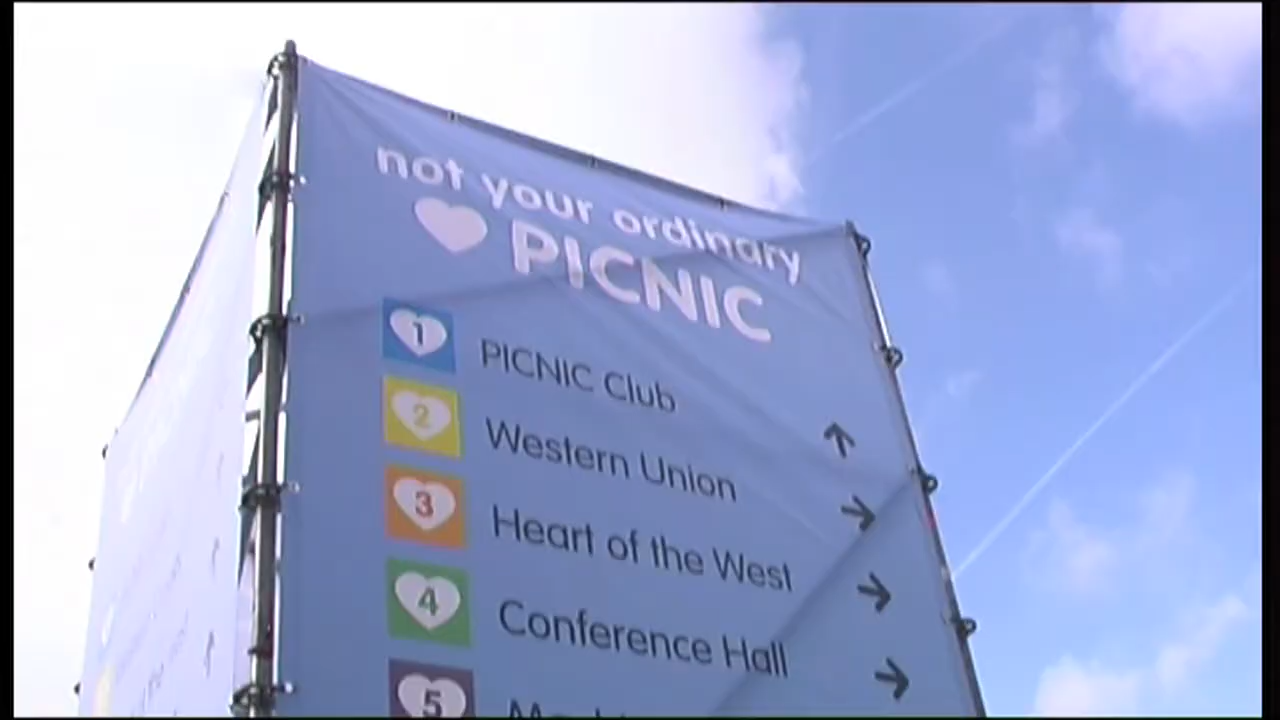 not your ordinary
PICNIC
1 PICNIC Club
2 Western Union
3 Heart of the West
4 Conference Hall
5